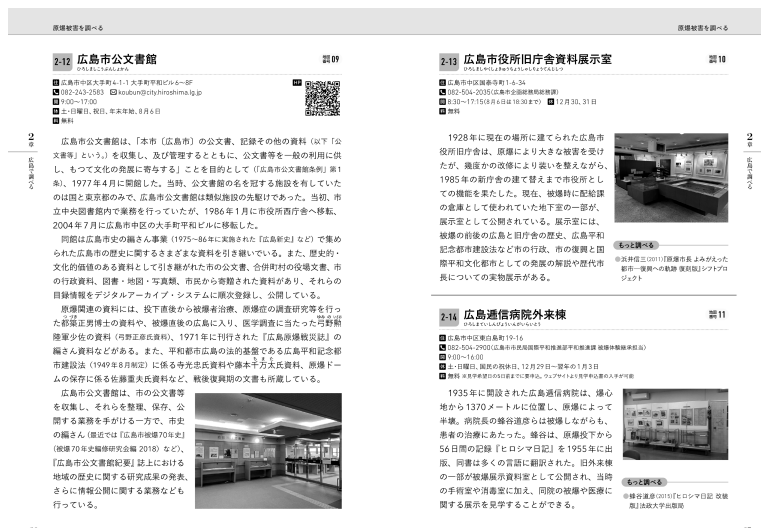 原爆被害を調べる
2-12 広島市公文書館 09
ひろしましこうぶんしょかん
広島市中区大手町4-1-1 大手町平和ビル6〜8F
082-243-2583 koubun@city.hiroshima.lg.jp
HP
9:00〜17:00
土・日曜日、祝日、年末年始、8月6日
無料
広島市公文書館は、「本市〔広島市〕の公文書、記録その他の資料(以下「公
文書等」という。)を収集し、及び管理するとともに、公文書等を一般の利用に供
し、もつて文化の発展に寄与する」ことを目的として(「広島市公文書館条例」第1
条)、1977年4月に開館した。当時、公文書館の名を冠する施設を有していた
のは国と東京都のみで、広島市公文書館は類似施設の先駆けであった。当初、市
立中央図書館内で業務を行っていたが、1986年1月に市役所西庁舎へ移転、
2004年7月に広島市中区の大手町平和ビルに移転した。
同館は広島市史の編さん事業(1975〜86年に実施された『広島新史』など)で集め
られた広島市の歴史に関するさまざまな資料を引き継いでいる。また、歴史的・
文化的価値のある資料として引き継がれた市の公文書、合併町村の役場文書、市
の行政資料、図書・地図・写真類、市民から寄贈された資料があり、それらの
目録情報をデジタルアーカイブ・システムに順次登録し、公開している。
原爆関連の資料には、投下直後から被爆者治療、原爆症の調査研究等を行っ
た都築正男博士の資料や、被爆直後の広島に入り、医学調査に当たった弓野勲
陸軍少佐の資料(弓野正彦氏資料)、1971年に刊行された『広島原爆戦災誌』の
編さん資料などがある。また、平和都市広島の法的基盤である広島平和記念都
市建設法(1949年8月制定)に係る寺光忠氏資料や藤本千万太氏資料、原爆ドー
ムの保存に係る佐藤重夫氏資料など、戦後復興期の文書も所蔵している。
広島市公文書館は、市の公文書等
を収集し、それらを整理、保存、公
開する業務を手がける一方で、市史
の編さん(最近では『広島市被爆70年史』
(被爆70年史編修研究会編 2018)など)、
『広島市公文書館紀要』誌上における
地域の歴史に関する研究成果の発表、
さらに情報公開に関する業務なども
行っている。
2章
広島で調べる
原爆被害を調べる
2-13 広島市役所旧庁舎資料展示室 10
ひろしましやくしょきゅうちょうしゃしりょうてんじしつ
広島市中区国泰寺町1-6-34
082-504-2035(広島市企画総務局総務課)
8:30〜17:15(8月6日は18:30まで) 12月30、31日
無料
1928年に現在の場所に建てられた広島市
役所旧庁舎は、原爆により大きな被害を受け
たが、幾度かの改修により装いを整えながら、
1985年の新庁舎の建て替えまで市役所とし
ての機能を果たした。現在、被爆時に配給課
の倉庫として使われていた地下室の一部が、
展示室として公開されている。展示室には、
被爆の前後の広島と旧庁舎の歴史、広島平和
記念都市建設法などの市の行政、市の復興と国
際平和文化都市としての発展の解説や歴代市
長についての実物展示がある。
もっと調べる
浜井信三(2011)『原爆市長 よみがえった
都市―復興への軌跡 復刻版』シフトプロ
ジェクト
2-14 広島逓信病院外来棟 11
ひろしまていしんびょういんがいらいとう
広島市中区東白島町19-16
082-504-2900(広島市市民局国際平和推進部平和推進課 被爆体験継承担当)
9:00〜16:00
土・日曜日、国民の祝休日、12月29日〜翌年の1月3日
無料 ※見学希望日の5日前までに要申込。ウェブサイトより見学申込書の入手が可能
1935年に開設された広島逓信病院は、爆心
地から1370メートルに位置し、原爆によって
半壊。病院長の蜂谷道彦らは被爆しながらも、
患者の治療にあたった。蜂谷は、原爆投下から
56日間の記録『ヒロシマ日記』を1955年に出
版、同書は多くの言語に翻訳された。旧外来棟
の一部が被爆展示資料室として公開され、当時
の手術室や消毒室に加え、同院の被爆や医療に
関する展示を見学することができる。
もっと調べる
蜂谷道彦(2015)『ヒロシマ日記 改装
版』法政大学出版局
2章
広島で調べる